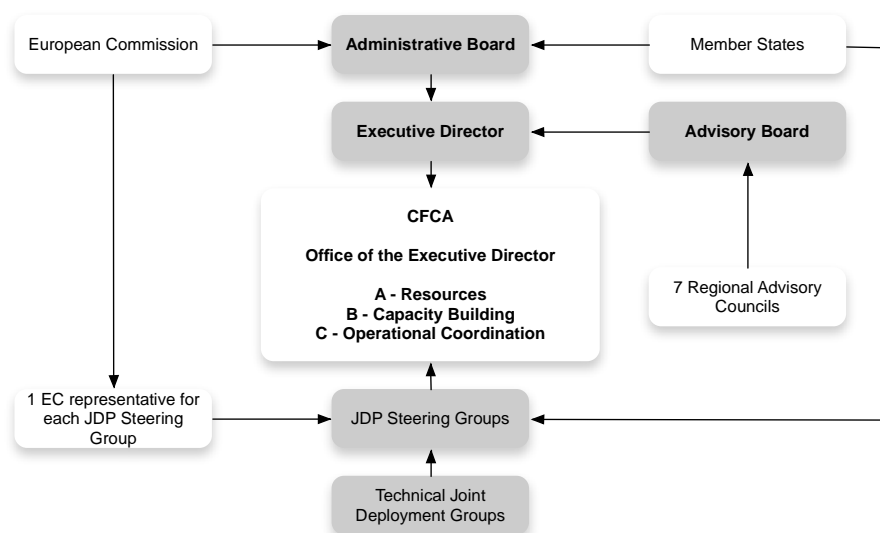 European Commission
Administrative Board
Member States
Executive Director
Advisory Board
CFCA
Office of the Executive Director
A - Resources
B - Capacity Building
C - Operational Coordination
7 Regional Advisory
Councils
1 EC representative for
each JDP Steering
Group
JDP Steering Groups
Technical Joint
Deployment Groups